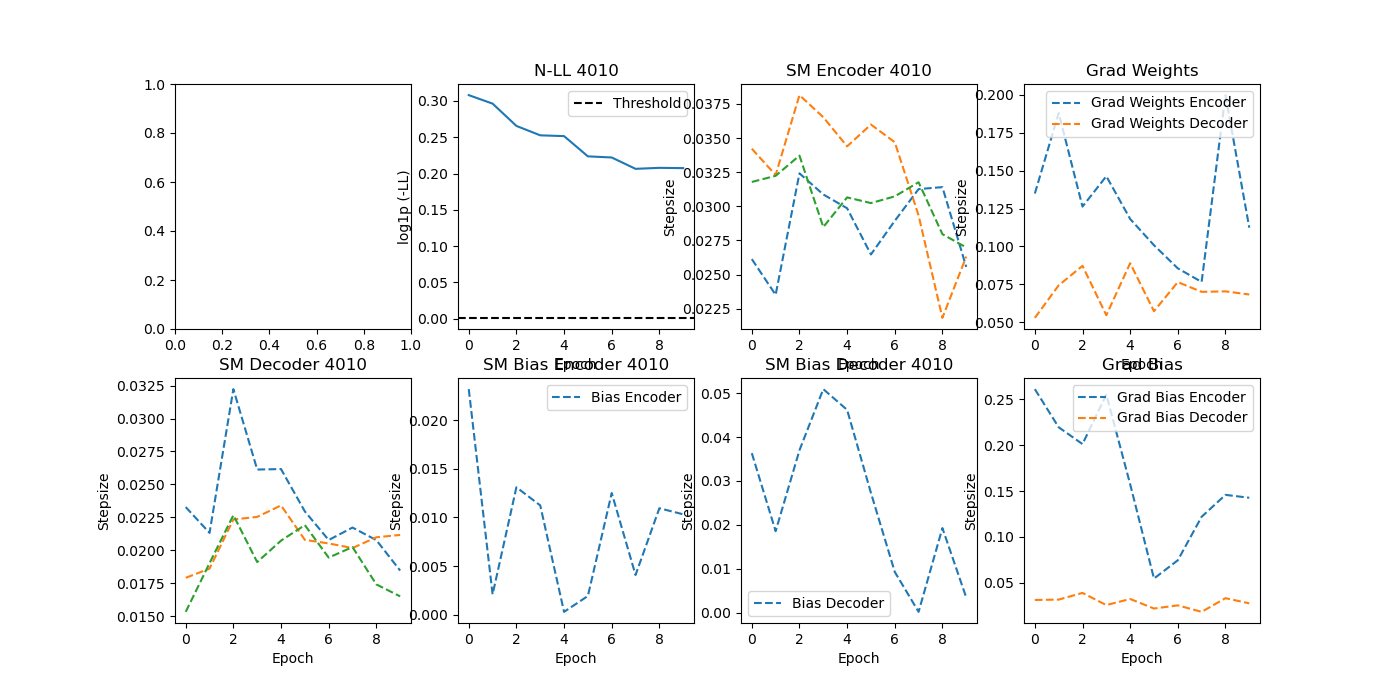 1.0
0.8
0.6
0.4
0.2
0.0
0.0 0.2 0.4 0.6 0.8 1.0
N-LL 4010
log1p (-LL)
0.30
0.25
0.20
0.15
0.10
0.05
0.00
Threshold
0 2 4 6 8
Epoch
SM Encoder 4010
Stepsize
0.0375
0.0350
0.0325
0.0300
0.0275
0.0250
0.0225
0 2 4 6 8
Epoch
Grad Weights
Stepsize
0.200
0.175
0.150
0.125
0.100
0.075
0.050
Grad Weights Encoder
Grad Weights Decoder
0 2 4 6 8
Epoch
SM Decoder 4010
Stepsize
0.0325
0.0300
0.0275
0.0250
0.0225
0.0200
0.0175
0.0150
0 2 4 6 8
Epoch
SM Bias Encoder 4010
Stepsize
0.020
0.015
0.010
0.005
0.000
Bias Encoder
0 2 4 6 8
Epoch
SM Bias Decoder 4010
Stepsize
0.05
0.04
0.03
0.02
0.01
0.00
Bias Decoder
0 2 4 6 8
Epoch
Grad Bias
Stepsize
0.25
0.20
0.15
0.10
0.05
Grad Bias Encoder
Grad Bias Decoder
0 2 4 6 8
Epoch